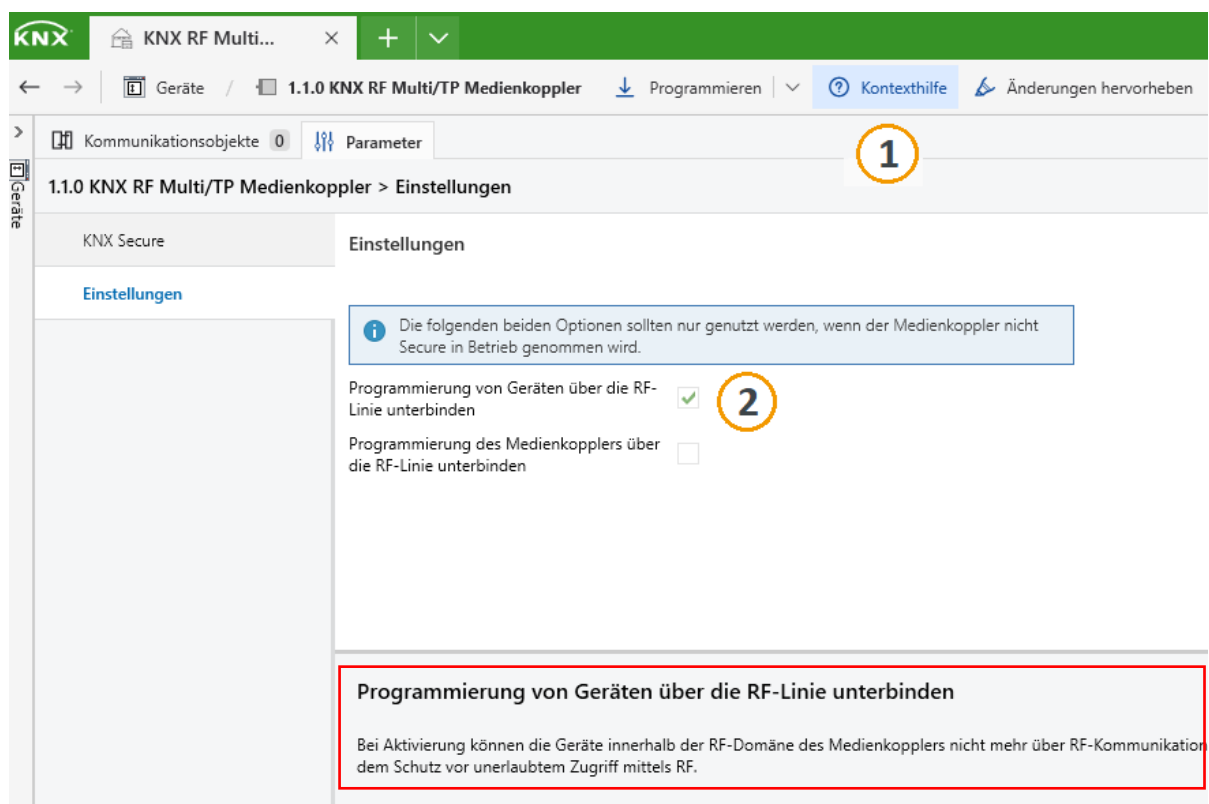 KNX
KNX RF Multi...
Geräte / 1.1.0 KNX RF Multi/TP Medienkoppler Programmieren Kontexthilfe Änderungen hervorheben
Kommunikationsobjekte 0 Parameter
1
Geräte
1.1.0 KNX RF Multi/TP Medienkoppler > Einstellungen
KNX Secure
Einstellungen
Einstellungen
Die folgenden beiden Optionen sollten nur genutzt werden, wenn der Medienkoppler nicht
Secure in Betrieb genommen wird.
Programmierung von Geräten über die RF-
Linie unterbinden
2
Programmierung des Medienkopplers über
die RF-Linie unterbinden
Programmierung von Geräten über die RF-Linie unterbinden
Bei Aktivierung können die Geräte innerhalb der RF-Domäne des Medienkopplers nicht mehr über RF-Kommunikation
dem Schutz vor unerlaubtem Zugriff mittels RF.